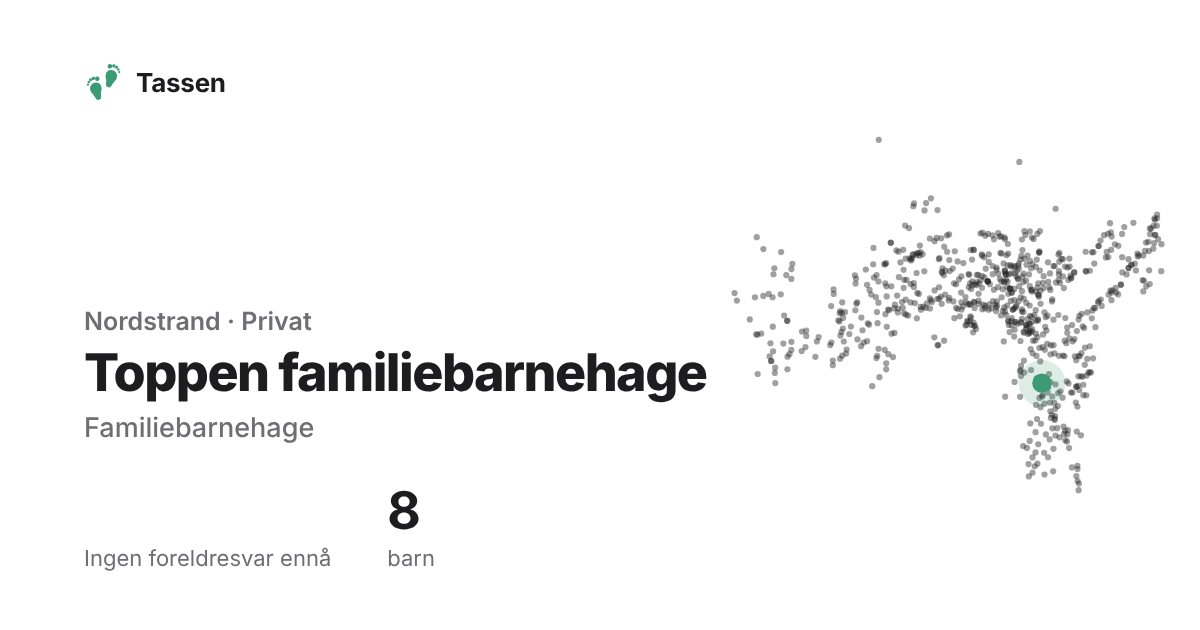 Tassen
Nordstrand · Privat
Toppen familiebarnehage
Familiebarnehage
8
Ingen foreldresvar ennå
barn